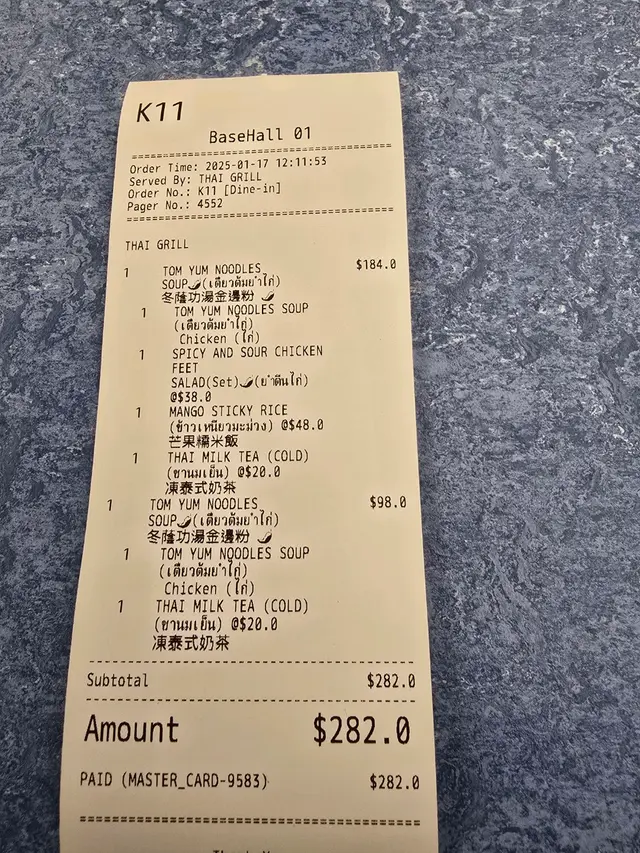 K11
BaseHall 01
Order Time: 2025-01-17 12:11:53
Served By: THAI GRILL
Order No.: K11 [Dine-in]
Pager No.: 4552
THAI GRILL
1 TOM YUM NOODLES $184.0
SOUP🌶(เตี๋ยวต้มยำไก่)
冬蔭功湯金邊粉 🌶
1 TOM YUM NOODLES SOUP
(เตี๋ยวต้มยำไก่)
Chicken (ไก่)
1 SPICY AND SOUR CHICKEN
FEET
SALAD(Set)🌶(ยำตีนไก่)
@$38.0
1 MANGO STICKY RICE
(ข้าวเหนียวมะม่วง) @$48.0
芒果糯米飯
1 THAI MILK TEA (COLD)
(ชานมเย็น) @$20.0
凍泰式奶茶
1 TOM YUM NOODLES $98.0
SOUP🌶(เตี๋ยวต้มยำไก่)
冬蔭功湯金邊粉 🌶
1 TOM YUM NOODLES SOUP
(เตี๋ยวต้มยำไก่)
Chicken (ไก่)
1 THAI MILK TEA (COLD)
(ชานมเย็น) @$20.0
凍泰式奶茶
Subtotal $282.0
Amount $282.0
PAID (MASTER_CARD-9583) $282.0